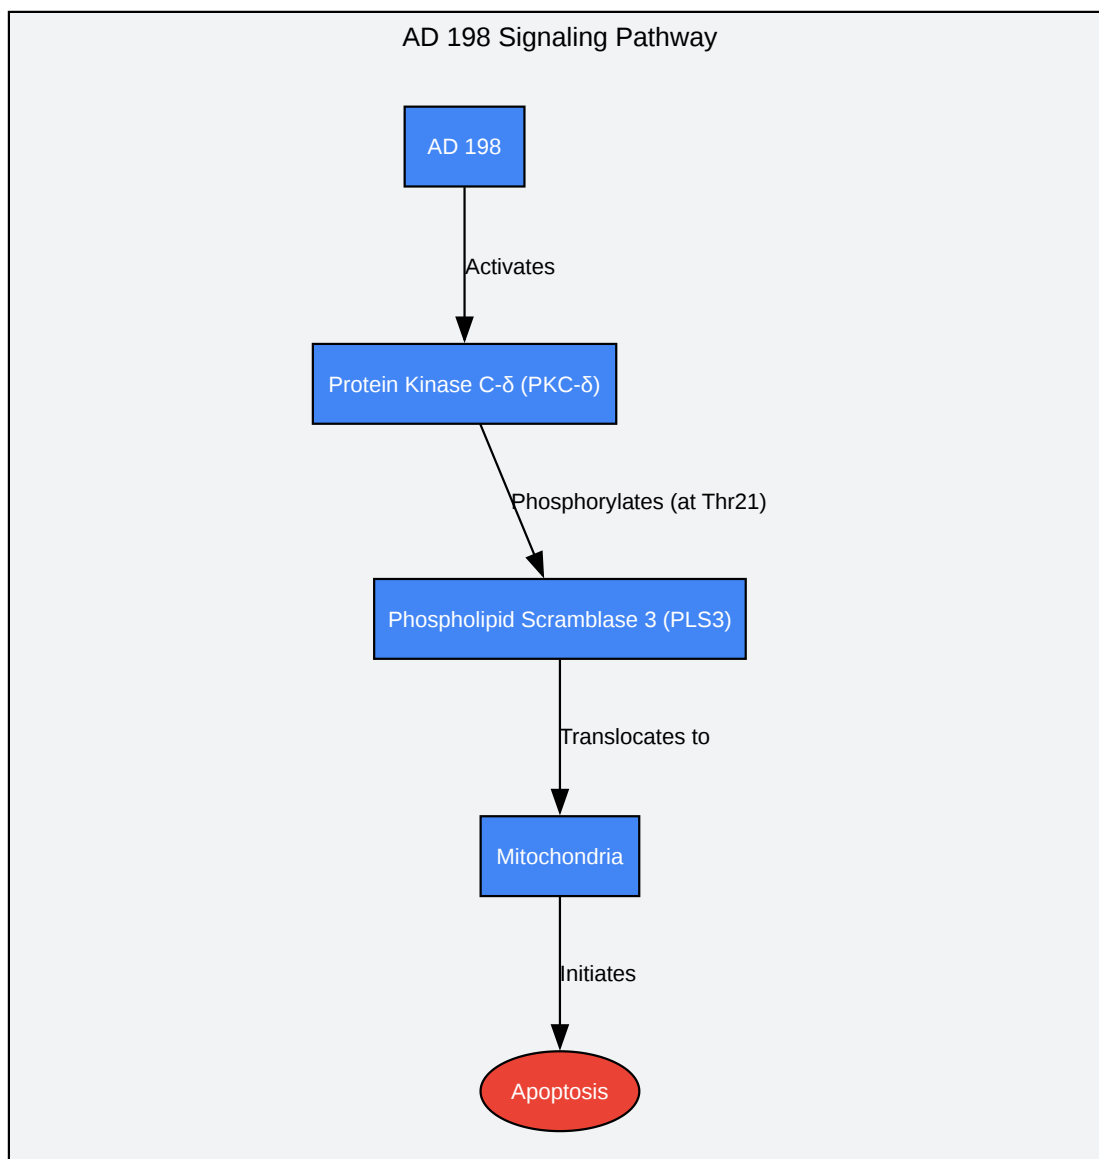 AD 198 Signaling Pathway
AD 198
Activates
Protein Kinase C-δ (PKC-δ)
Phosphorylates (at Thr21)
Phospholipid Scramblase 3 (PLS3)
Translocates to
Mitochondria
Initiates
Apoptosis